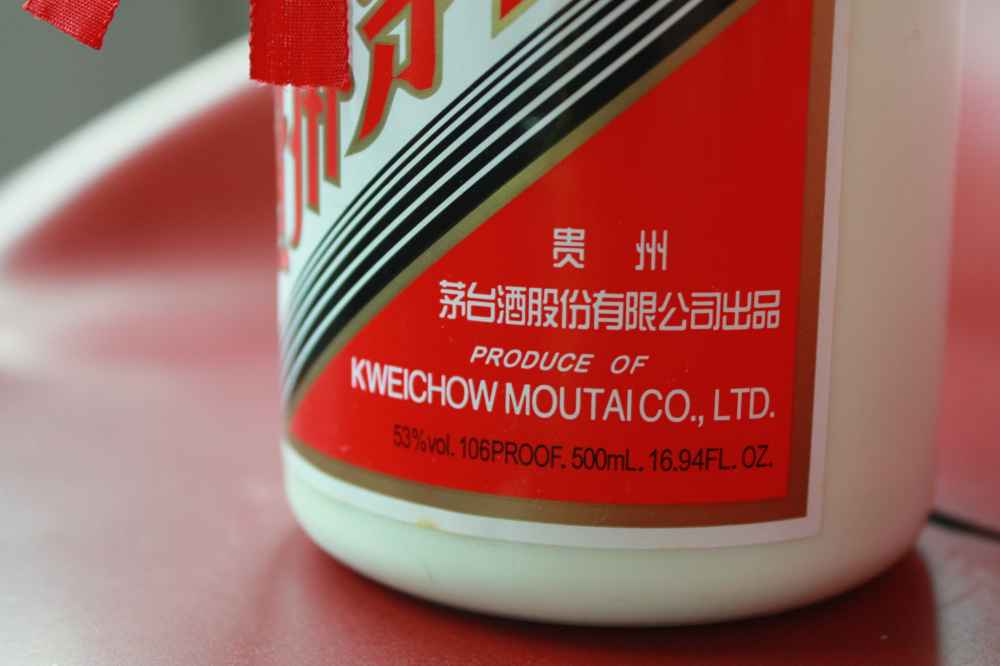 贵 州
茅台酒股份有限公司出品
PRODUCE OF
KWEICHOW MOUTAI CO., LTD.
53%vol. 106PROOF. 500mL. 16.94FL. OZ.